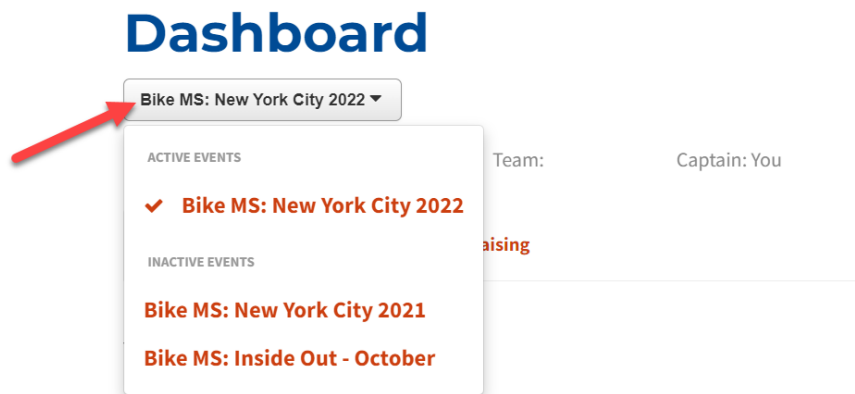 Dashboard
Bike MS: New York City 2022
ACTIVE EVENTS
Team: Captain: You
Bike MS: New York City 2022
aising
INACTIVE EVENTS
Bike MS: New York City 2021
Bike MS: Inside Out - October